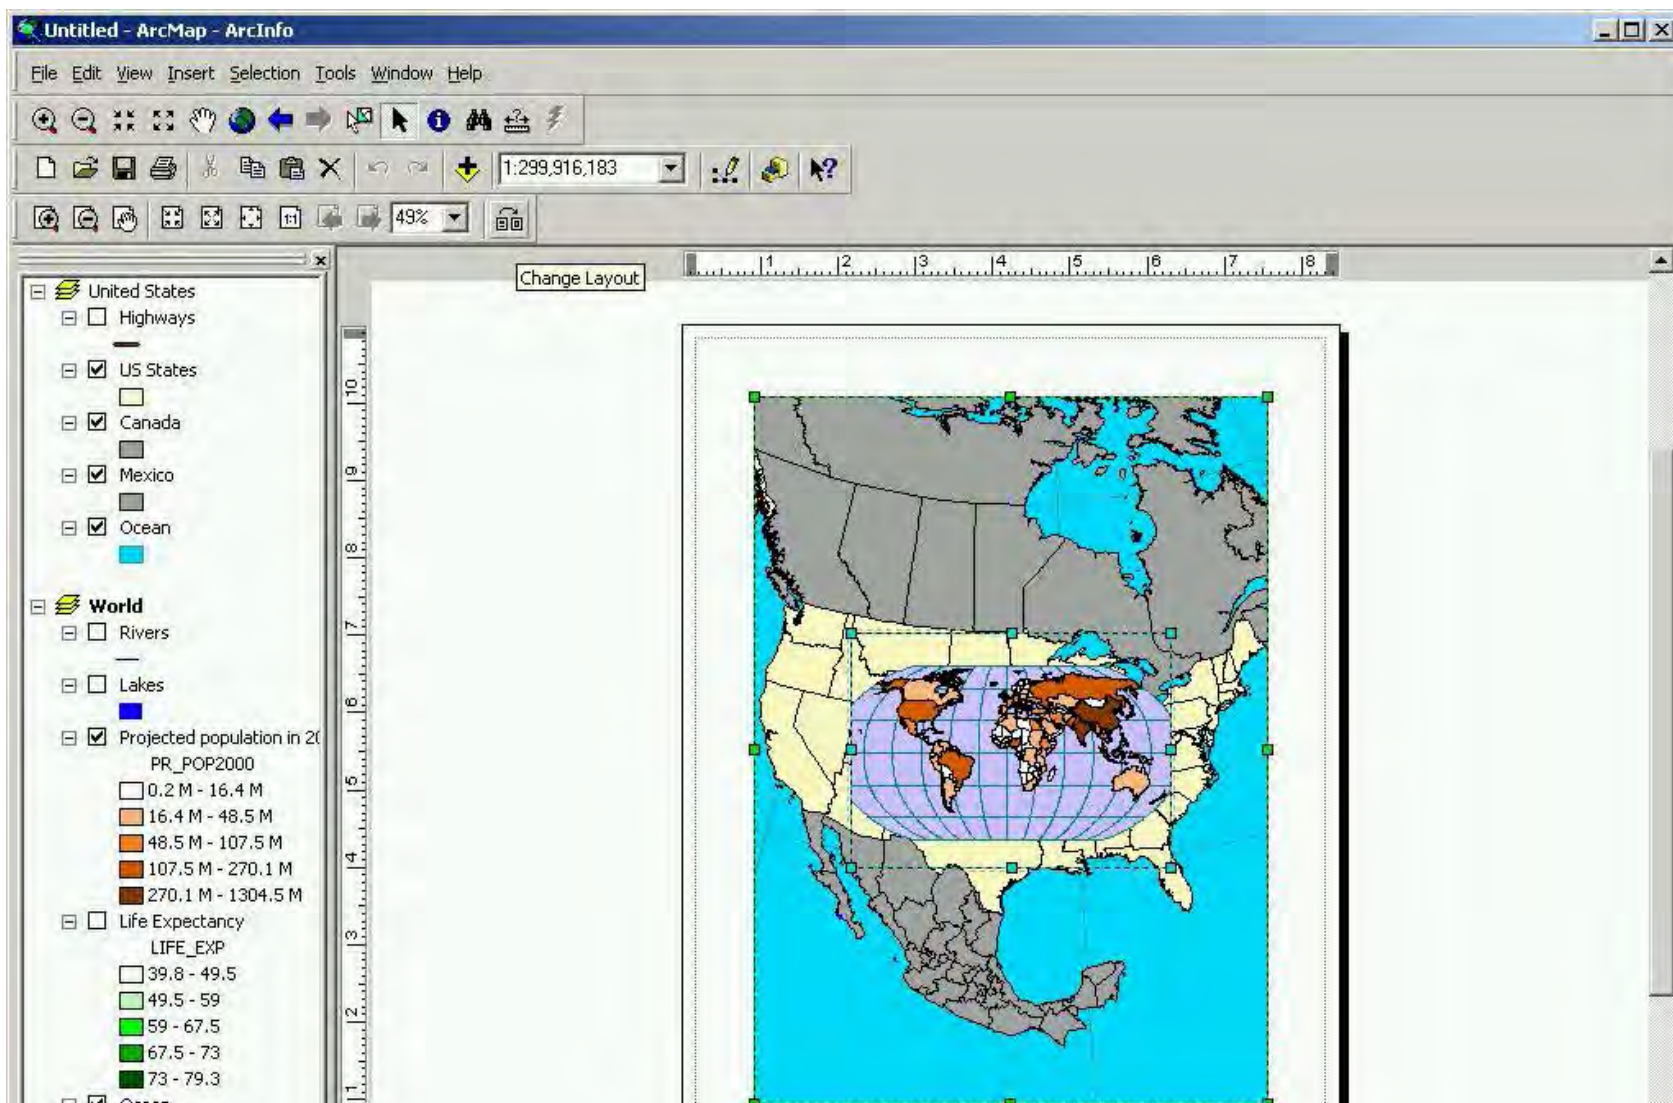 Untitled - ArcMap - ArcInfo
File Edit View Insert Selection Tools Window Help
1:299,916,183
1:1 49%
Change Layout
1 2 3 4 5 6 7 8
United States
Highways
US States
Canada
Mexico
Ocean
World
Rivers
Lakes
Projected population in 20
PR_POP2000
0.2 M - 16.4 M
16.4 M - 48.5 M
48.5 M - 107.5 M
107.5 M - 270.1 M
270.1 M - 1304.5 M
Life Expectancy
LIFE_EXP
39.8 - 49.5
49.5 - 59
59 - 67.5
67.5 - 73
73 - 79.3
10
9
8
7
6
5
4
3
2
1